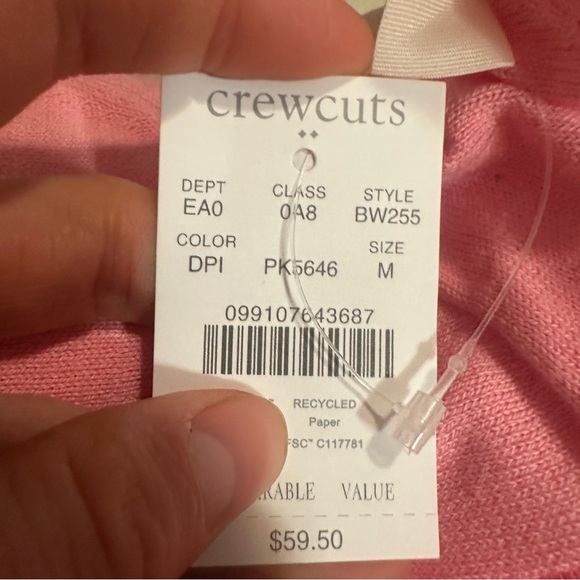 crewcuts
DEPT CLASS STYLE
EA0 0A8 BW255
COLOR SIZE
DPI PK5646 M
099107643687
RECYCLED
Paper
FSC™ C117781
VALUE
$59.50